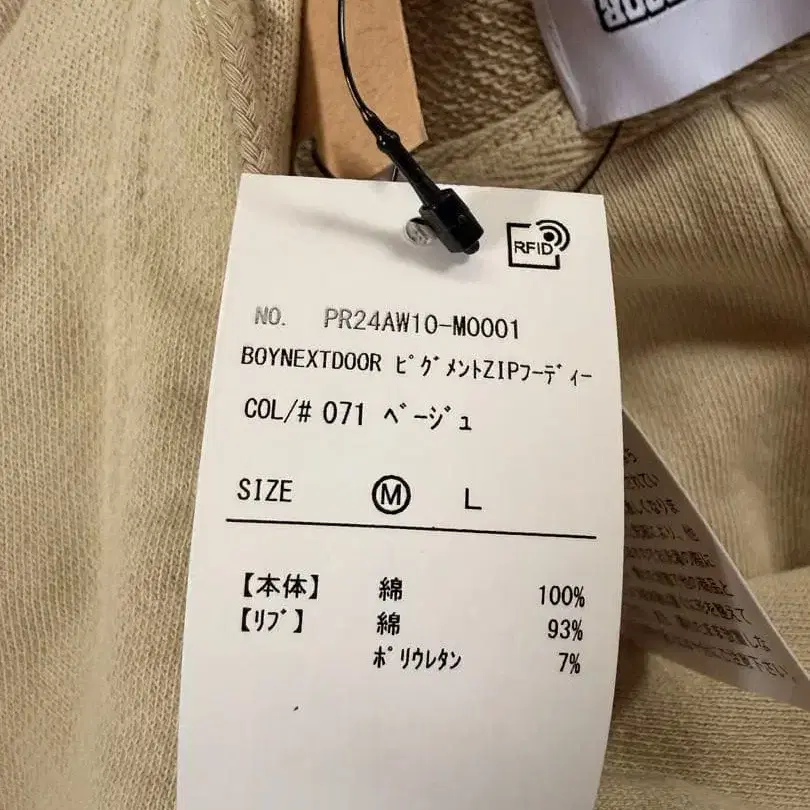 OOR
RFID
NO. PR24AW10-M0001
BOYNEXTDOOR ﾋﾟｸﾞﾒﾝﾄZIPﾌｰﾃﾞｨｰ
COL/# 071 ﾍﾞｰｼﾞｭ
SIZE Ⓜ L
【本体】 綿 100%
【ﾘﾌﾞ】 綿 93%
ﾎﾟﾘｳﾚﾀﾝ 7%